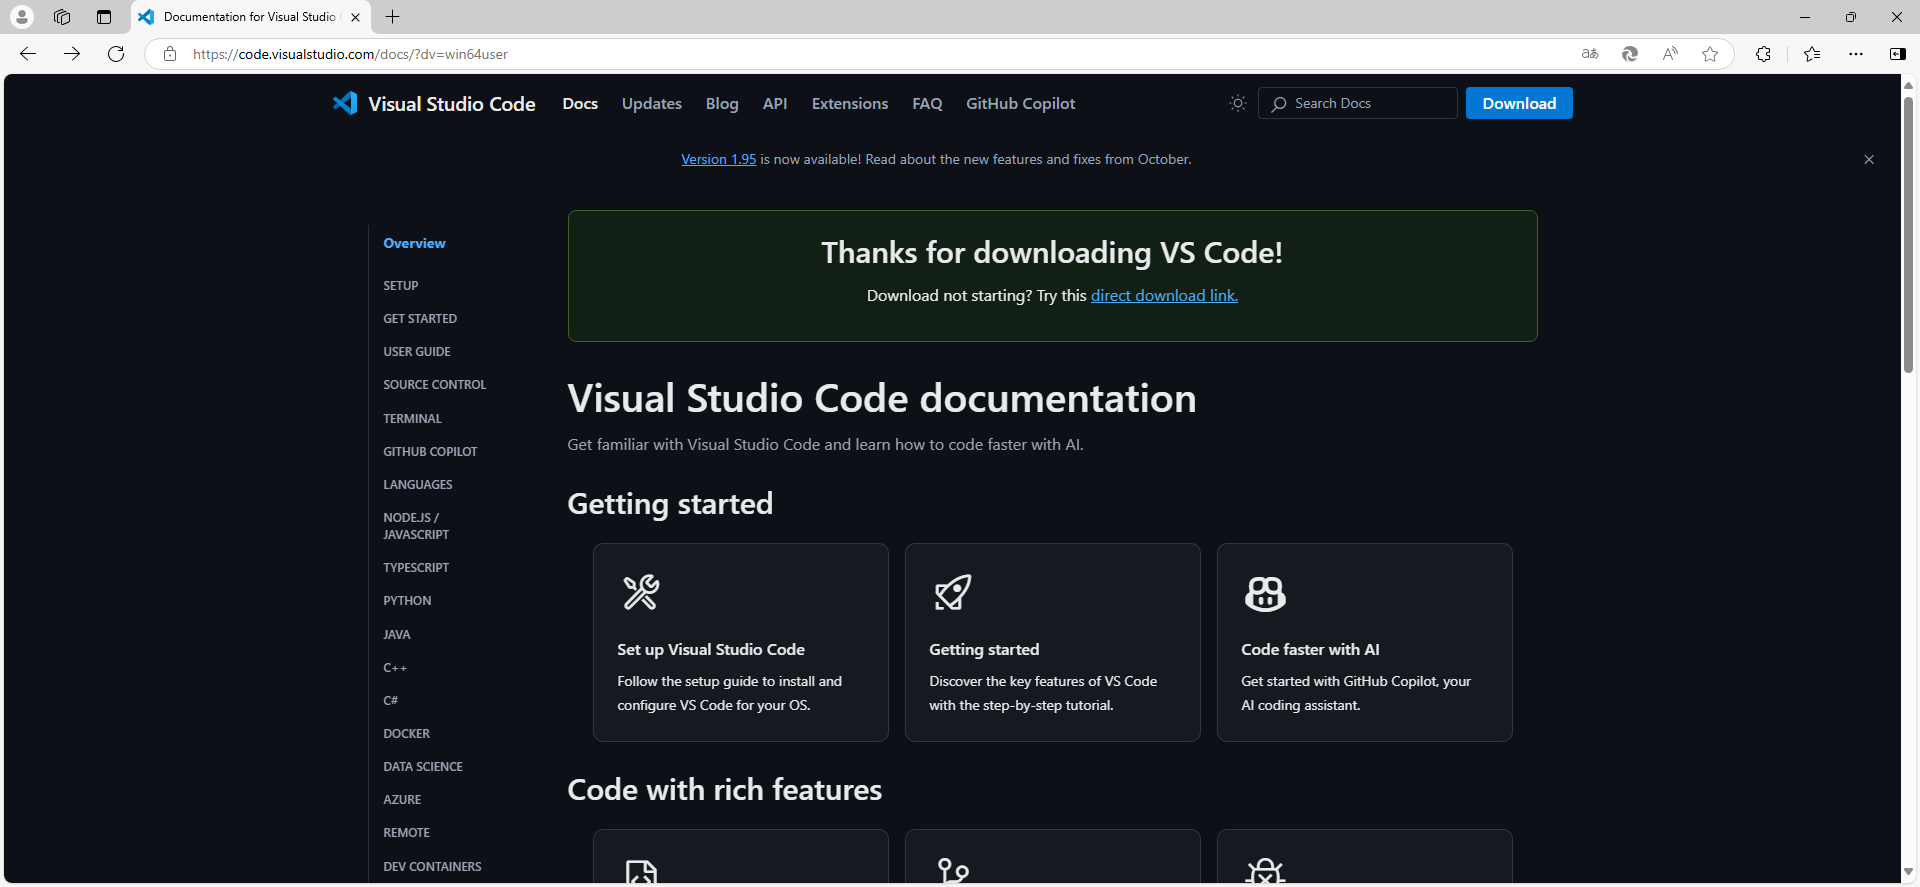 Documentation for Visual Studio
https://code.visualstudio.com/docs/?dv=win64user
Visual Studio Code
Docs
Updates
Blog
API
Extensions
FAQ
GitHub Copilot
Search Docs
Download
Version 1.95 is now available! Read about the new features and fixes from October.
Overview
SETUP
GET STARTED
USER GUIDE
SOURCE CONTROL
TERMINAL
GITHUB COPILOT
LANGUAGES
NODE.JS /
JAVASCRIPT
TYPESCRIPT
PYTHON
JAVA
C++
C#
DOCKER
DATA SCIENCE
AZURE
REMOTE
DEV CONTAINERS
Thanks for downloading VS Code!
Download not starting? Try this direct download link.
Visual Studio Code documentation
Get familiar with Visual Studio Code and learn how to code faster with AI.
Getting started
Set up Visual Studio Code
Follow the setup guide to install and
configure VS Code for your OS.
Getting started
Discover the key features of VS Code
with the step-by-step tutorial.
Code faster with AI
Get started with GitHub Copilot, your
AI coding assistant.
Code with rich features